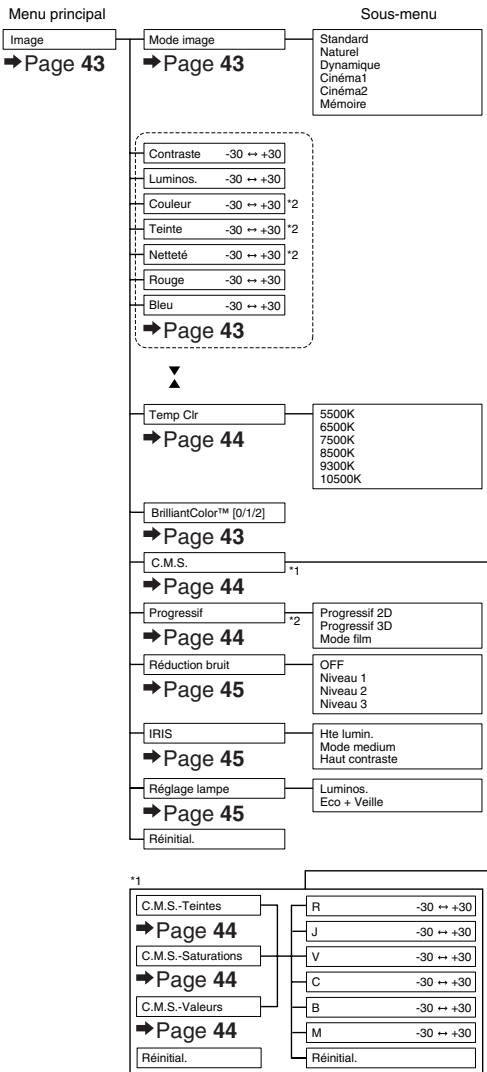 Menu principal Sous-menu
Image Mode image Standard
➡Page 43 ➡Page 43 Naturel
Dynamique
Cinéma1
Cinéma2
Mémoire
Contraste -30 ↔ +30
Luminos. -30 ↔ +30
Couleur -30 ↔ +30 *2
Teinte -30 ↔ +30 *2
Netteté -30 ↔ +30 *2
Rouge -30 ↔ +30
Bleu -30 ↔ +30
➡Page 43
Temp Clr 5500K
➡Page 44 6500K
7500K
8500K
9300K
10500K
BrilliantColor™ [0/1/2]
➡Page 43
C.M.S. *1
➡Page 44
Progressif *2 Progressif 2D
➡Page 44 Progressif 3D
Mode film
Réduction bruit OFF
➡Page 45 Niveau 1
Niveau 2
Niveau 3
IRIS Hte lumin.
➡Page 45 Mode medium
Haut contraste
Réglage lampe Luminos.
➡Page 45 Eco + Veille
Réinitial.
*1
C.M.S.-Teintes R -30 ↔ +30
➡Page 44 J -30 ↔ +30
C.M.S.-Saturations V -30 ↔ +30
➡Page 44 C -30 ↔ +30
C.M.S.-Valeurs B -30 ↔ +30
➡Page 44 M -30 ↔ +30
Réinitial. Réinitial.